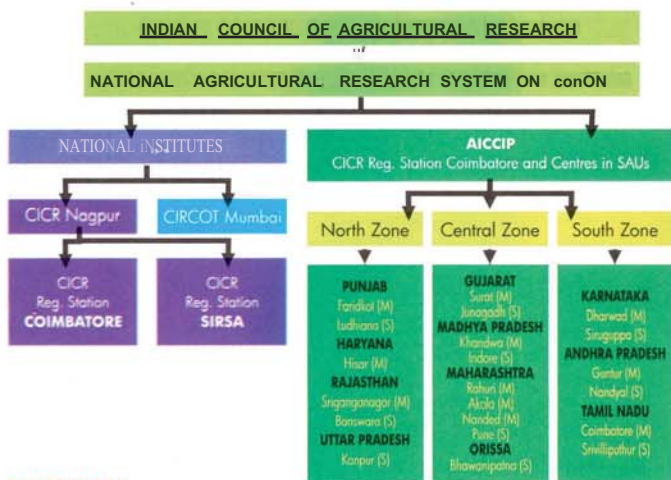 INDIAN COUNCIL OF AGRICULTURAL RESEARCH
NATIONAL AGRICULTURAL RESEARCH SYSTEM ON conON
NATIONAL iNSTITUTES
AICCIP
CICR Reg. Station Coimbatore and Centres in SAUs
CICR Nagpur
CIRCOT Mumbai
North Zone
Central Zone
South Zone
CICR
Reg. Station
COIMBATORE
CICR
Reg. Station
SIRSA
PUNJAB
Faridkot (M)
Ludhiana (S)
HARYANA
Hisar (M)
RAJASTHAN
Sriganganagar (M)
Banswara (S)
UTTAR PRADESH
Kanpur (S)
GUJARAT
Surat (M)
Junagadh (S)
MADHYA PRADESH
Khandwa (M)
Indore (S)
MAHARASHTRA
Rahuri (M)
Akola (M)
Nanded (M)
Pune (S)
ORISSA
Bhawanipatna (S)
KARNATAKA
Dharwad (M)
Siruguppa (S)
ANDHRA PRADESH
Guntur (M)
Nandyal (S)
TAMIL NADU
Coimbatore (M)
Srivilliputhur (S)